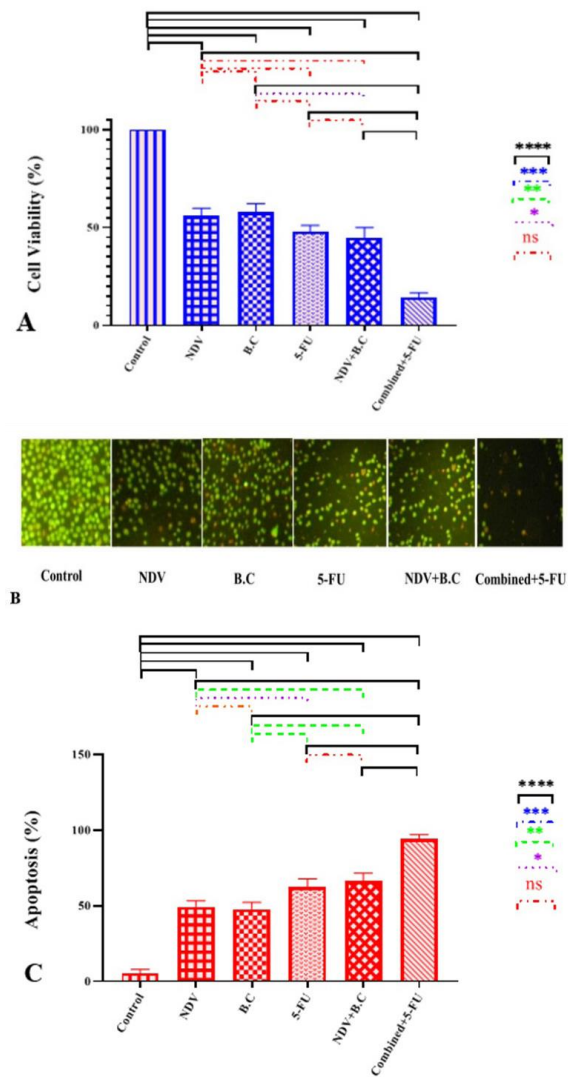 ****
***
**
*
ns
Cell Viability (%)
100
50
0
A
Control
NDV
B.C
5-FU
NDV+B.C
Combined+5-FU
Control NDV B.C 5-FU NDV+B.C Combined+5-FU
B
****
***
**
*
ns
Apoptosis (%)
150
100
50
0
C
Control
NDV
B.C
5-FU
NDV+B.C
Combined+5-FU